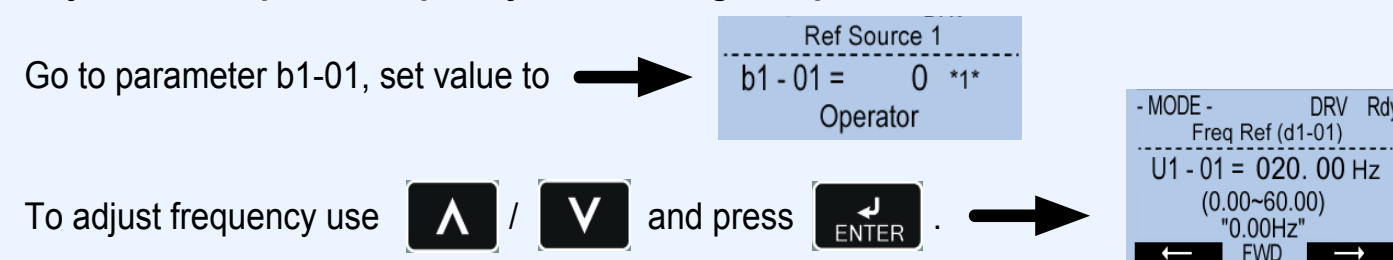 Ref Source 1
Go to parameter b1-01, set value to
b1 - 01 = 0 *1*
Operator
- MODE - DRV Rdy
Freq Ref (d1-01)
U1 - 01 = 020. 00 Hz
(0.00~60.00)
"0.00Hz"
← FWD →
To adjust frequency use Λ / V and press ENTER .